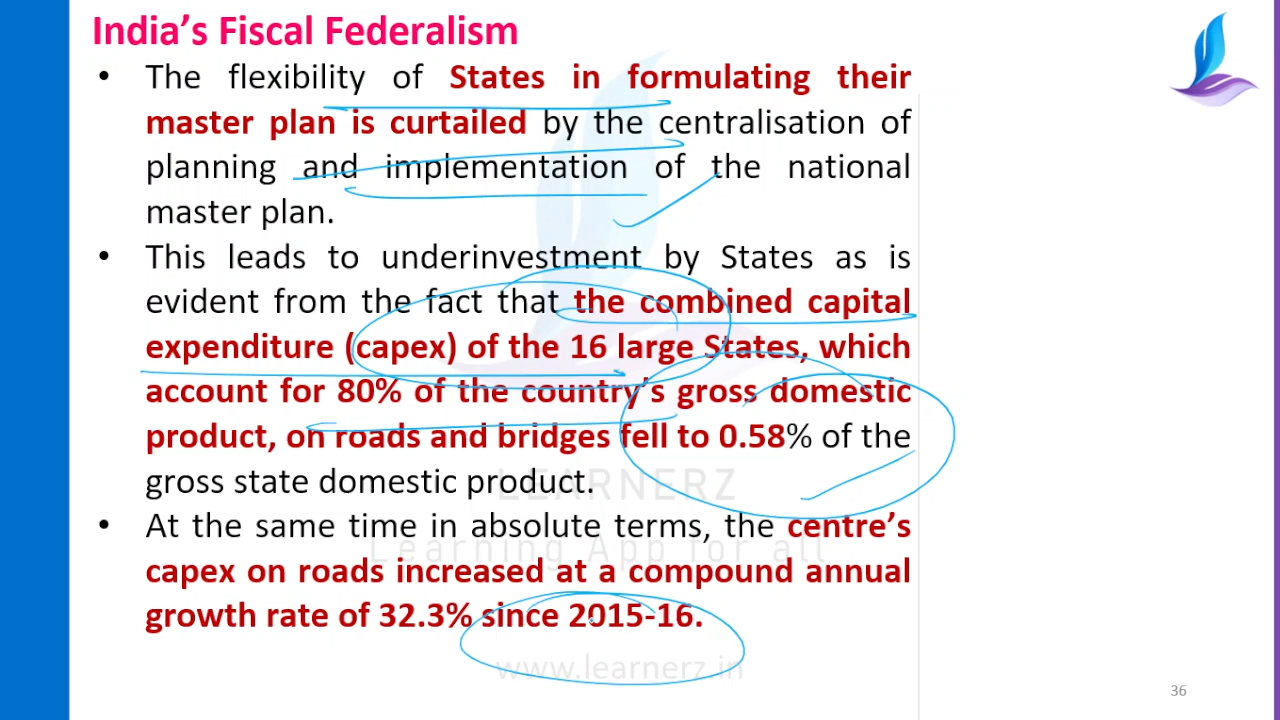 India’s Fiscal Federalism
• The flexibility of States in formulating their
master plan is curtailed by the centralisation of
planning and implementation of the national
master plan.
• This leads to underinvestment by States as is
evident from the fact that the combined capital
expenditure (capex) of the 16 large States, which
account for 80% of the country’s gross domestic
product, on roads and bridges fell to 0.58% of the
gross state domestic product.
LEARNERZ
• At the same time in absolute terms, the centre’s
Learning App for all
capex on roads increased at a compound annual
growth rate of 32.3% since 2015-16.
www.learnerz.in
36